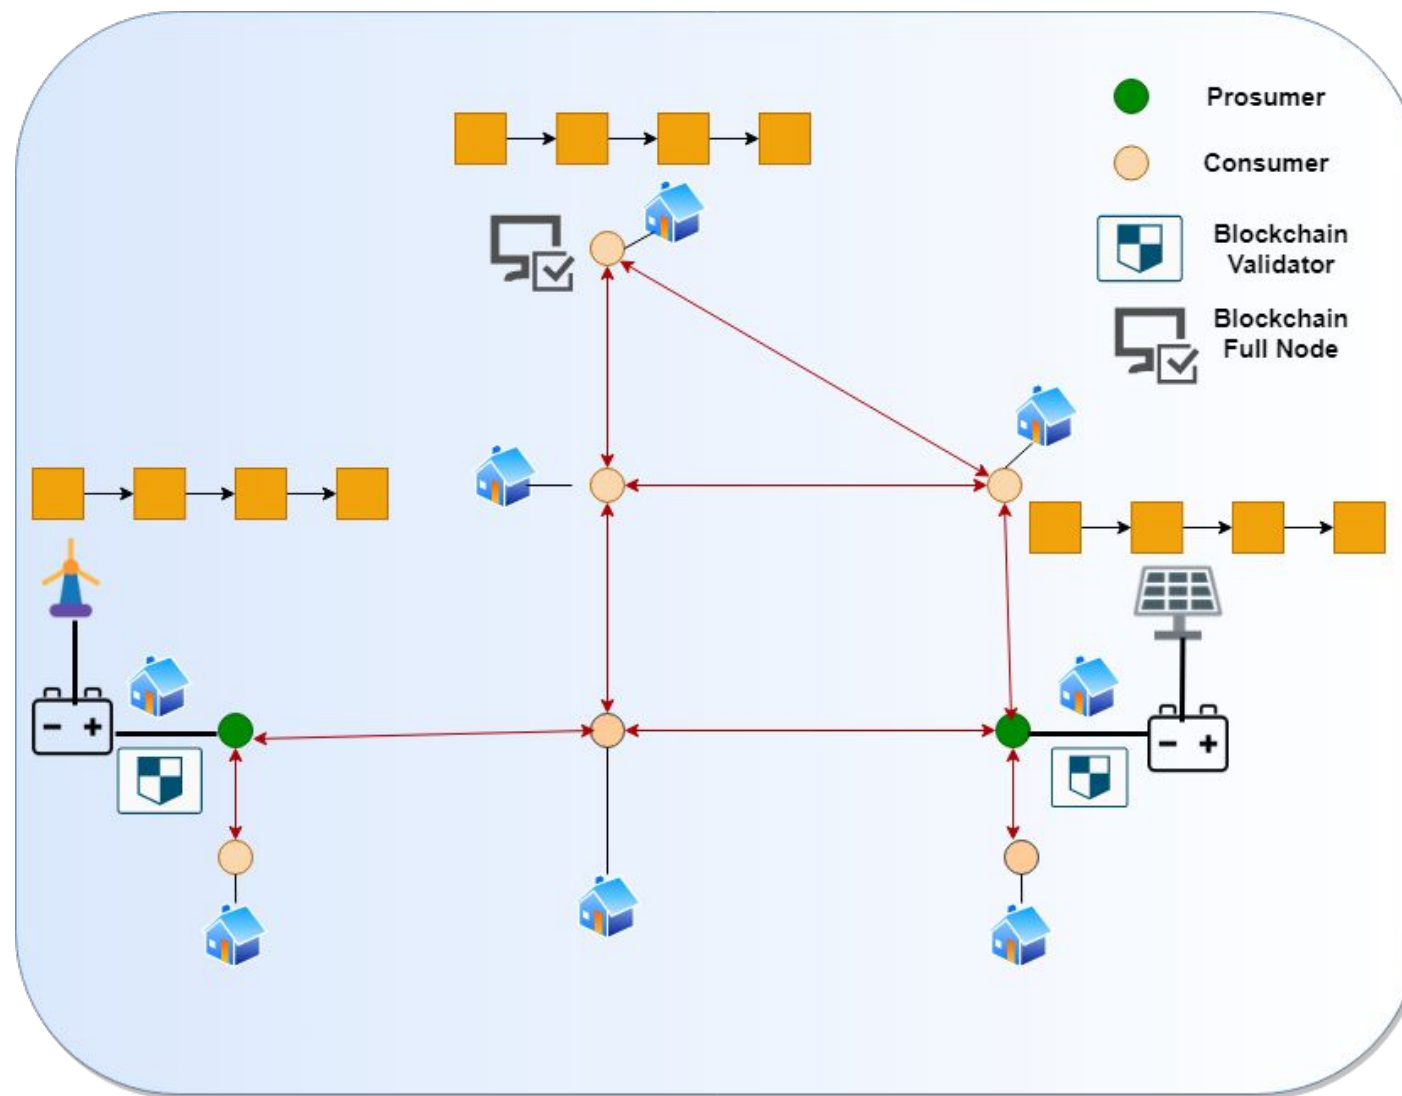 Prosumer
Consumer
Blockchain
Validator
Blockchain
Full Node